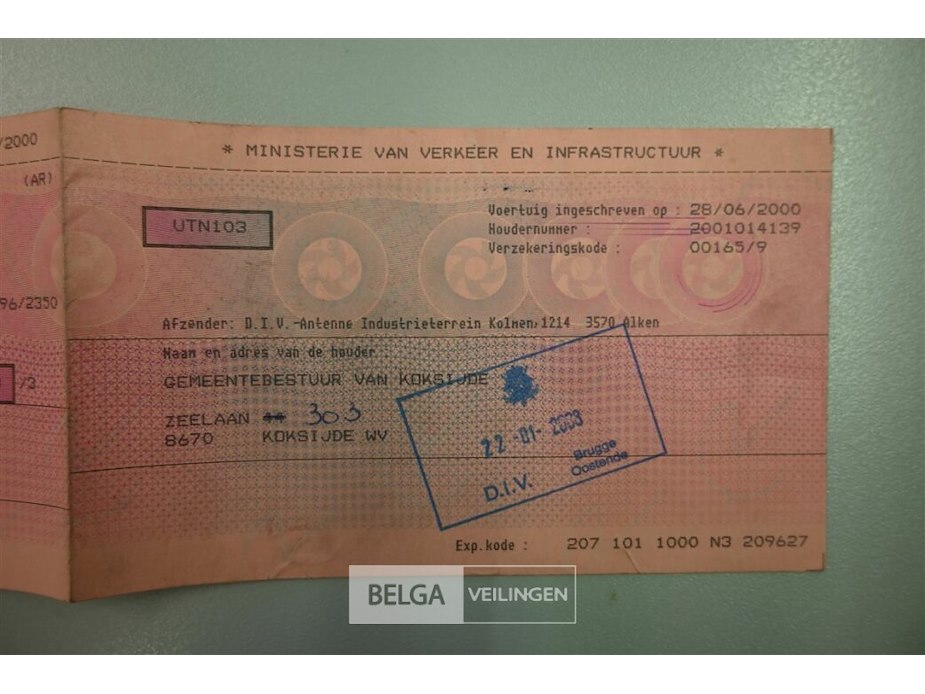 /2000
* MINISTERIE VAN VERKEER EN INFRASTRUCTUUR *
(AR)
UTN103
Voertuig ingeschreven op : 28/06/2000
Houdernummer : 2001014139
Verzekeringskode : 00165/9
96/2350
Afzender: D.I.V.-Antenne Industrieterrein Kolmen,1214 3570 Alken
Naam en adres van de houder :
/3
GEMEENTEBESTUUR VAN KOKSIJDE
ZEELAAN 303
8670 KOKSIJDE WV
22 -01- 2003
Brugge
Oostende
D.I.V.
Exp.kode : 207 101 1000 N3 209627
BELGA VEILINGEN